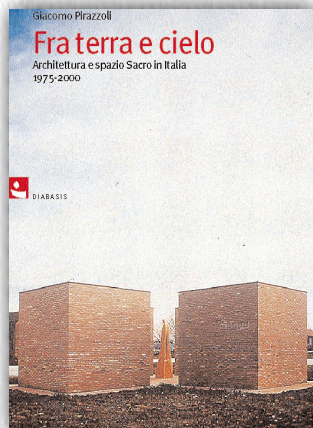 Giacomo Pirazzoli
Fra terra e cielo
Architettura e spazio Sacro in Italia
1975-2000
DIABASIS